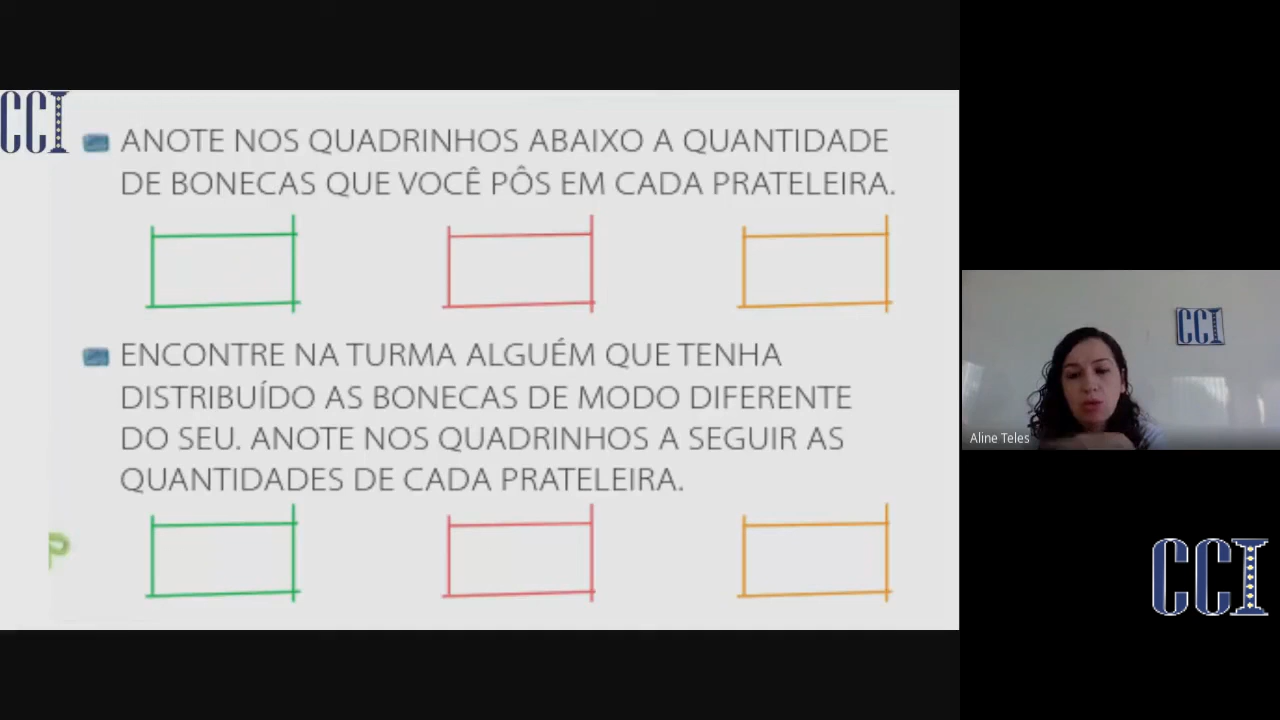 CCI
ANOTE NOS QUADRINHOS ABAIXO A QUANTIDADE
DE BONECAS QUE VOCÊ PÔS EM CADA PRATELEIRA.
ENCONTRE NA TURMA ALGUÉM QUE TENHA
DISTRIBUÍDO AS BONECAS DE MODO DIFERENTE
DO SEU. ANOTE NOS QUADRINHOS A SEGUIR AS
QUANTIDADES DE CADA PRATELEIRA.
P
CCI
Aline Teles
CCI